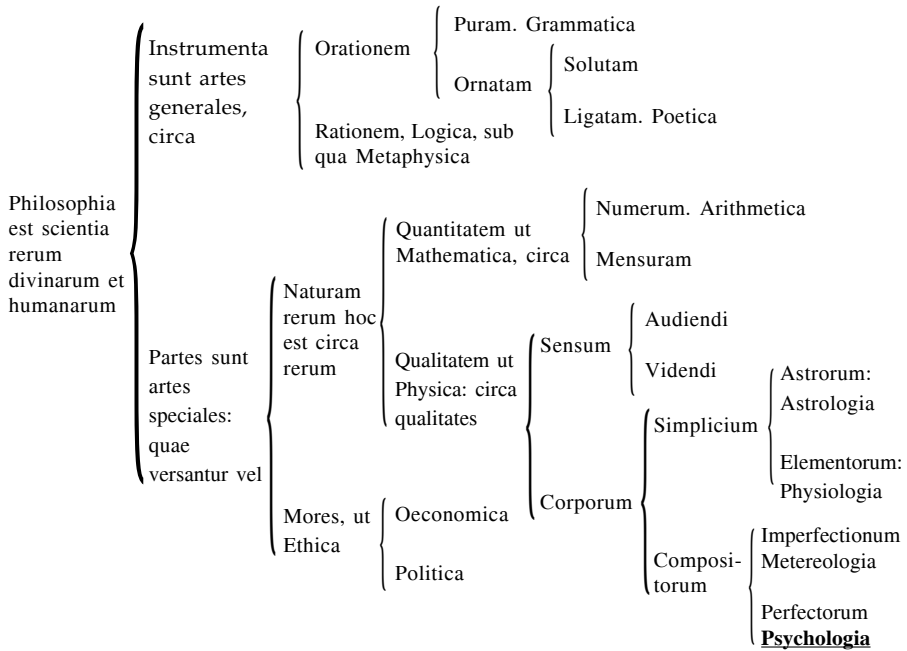 Philosophia
est scientia
rerum
divinarum et
humanarum
Instrumenta
sunt artes
generales,
circa
Orationem
Puram. Grammatica
Ornatam
Solutam
Ligatam. Poetica
Rationem, Logica, sub
qua Metaphysica
Partes sunt
artes
speciales:
quae
versantur vel
Naturam
rerum hoc
est circa
rerum
Quantitatem ut
Mathematica, circa
Numerum. Arithmetica
Mensuram
Qualitatem ut
Physica: circa
qualitates
Sensum
Audiendi
Videndi
Corporum
Simplicium
Astrorum:
Astrologia
Elementorum:
Physiologia
Composi-
torum
Imperfectionum
Metereologia
Perfectorum
Psychologia
Mores, ut
Ethica
Oeconomica
Politica